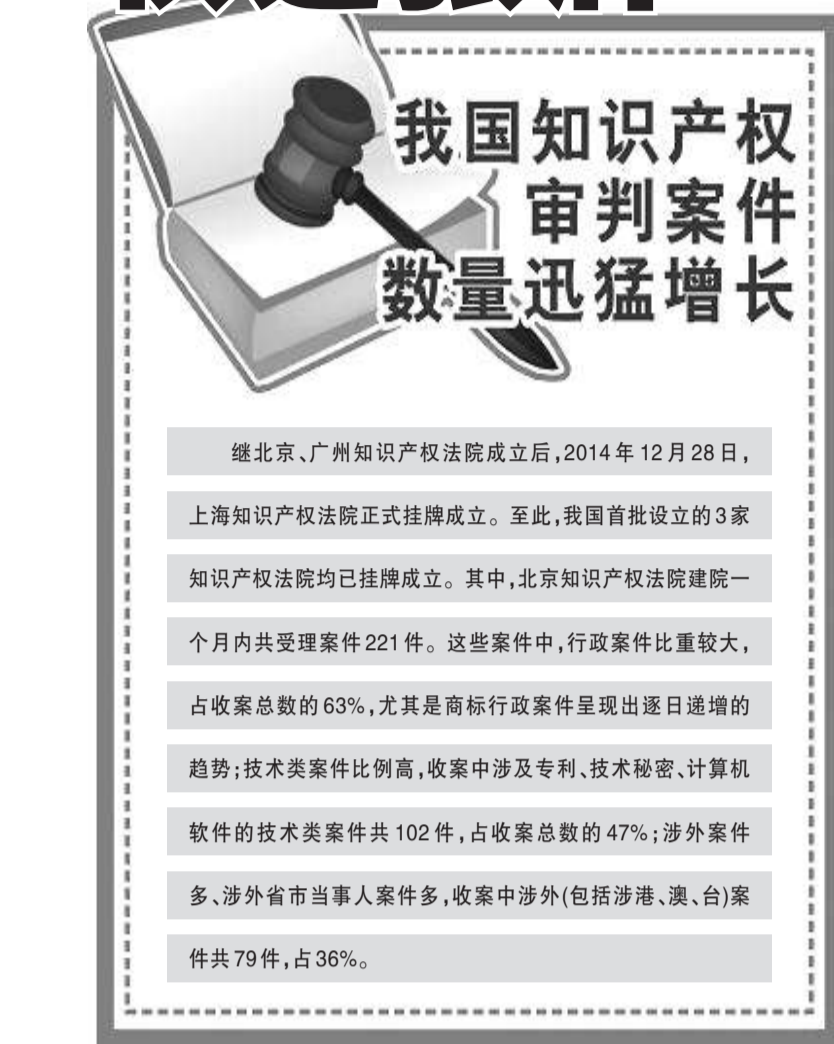 我国知识产权
审判案件
数量迅猛增长
继北京、广州知识产权法院成立后,2014年12月28日,
上海知识产权法院正式挂牌成立。至此,我国首批设立的3家
知识产权法院均已挂牌成立。其中,北京知识产权法院建院一
个月内共受理案件221件。这些案件中,行政案件比重较大,
占收案总数的63%,尤其是商标行政案件呈现出逐日递增的
趋势;技术类案件比例高,收案中涉及专利、技术秘密、计算机
软件的技术类案件共102件,占收案总数的47%;涉外案件
多、涉外省市当事人案件多,收案中涉外(包括涉港、澳、台)案
件共79件,占36%。